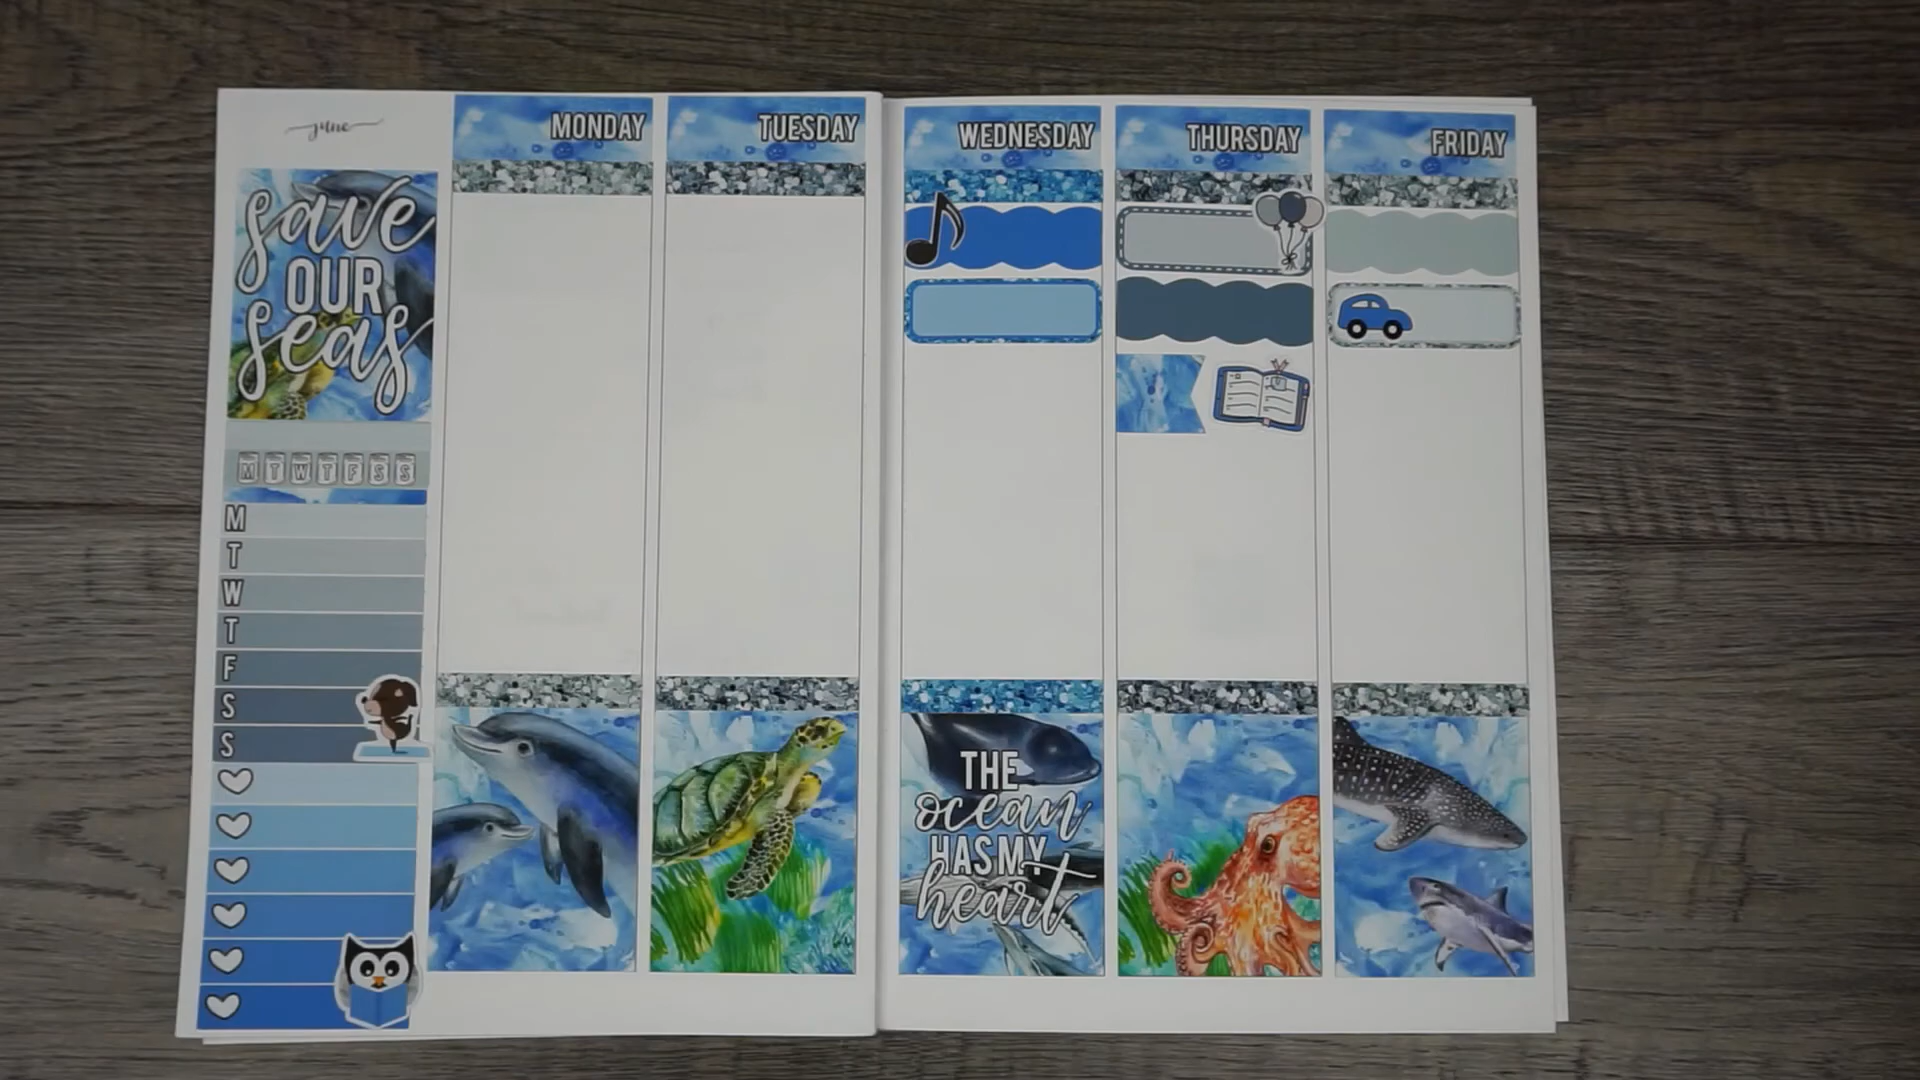 june
save
OUR
seas
M T W T F S S
M
T
W
T
F
S
S
MONDAY
TUESDAY
WEDNESDAY
THURSDAY
FRIDAY
THE
ocean
HAS MY
heart